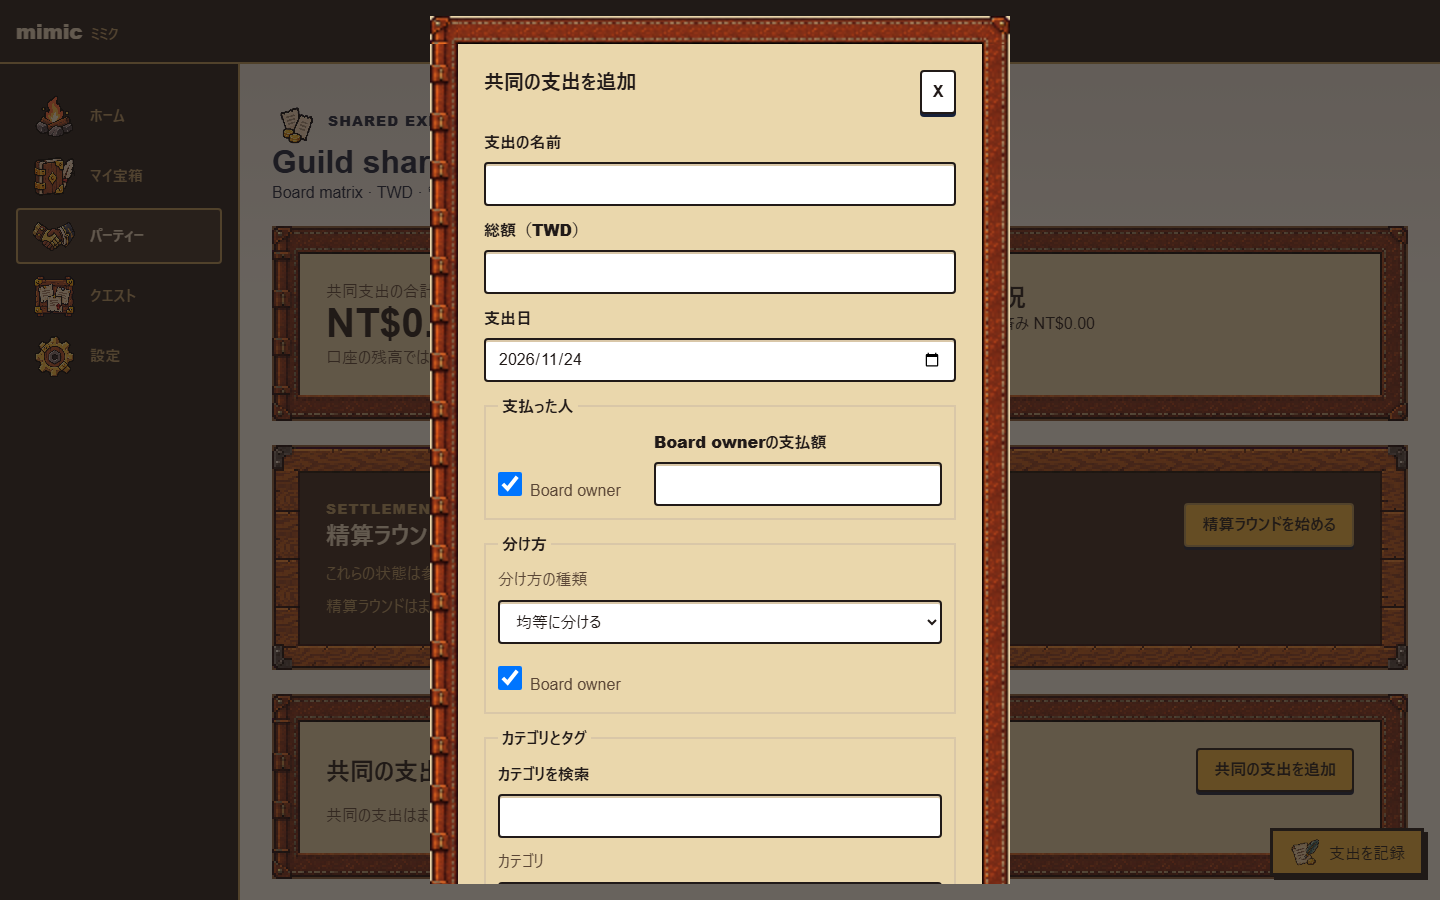 mimic ミミク
ホーム
マイ宝箱
パーティー
クエスト
設定
SHARED EX
Guild shar
Board matrix · TWD ·
共同支出の合計
NT$0.
口座の残高では
済み NT$0.00
SETTLEMEN
精算ラウン
これらの状態は
精算ラウンドはま
精算ラウンドを始める
共同の支出
共同の支出はま
共同の支出を追加
支出を記録
共同の支出を追加
X
支出の名前
総額（TWD）
支出日
2026/11/24
支払った人
Board ownerの支払額
Board owner
分け方
分け方の種類
均等に分ける
Board owner
カテゴリとタグ
カテゴリを検索
カテゴリ